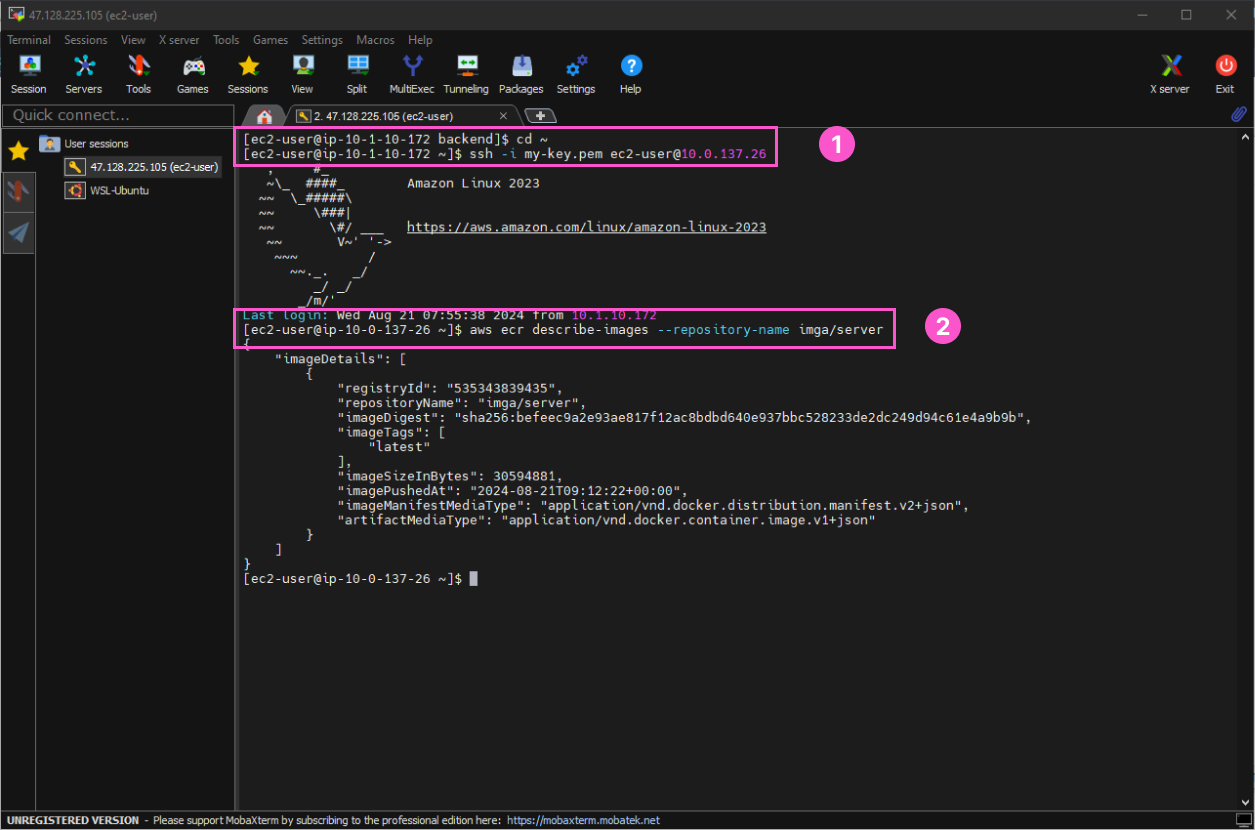 47.128.225.105 (ec2-user)
Terminal Sessions View X server Tools Games Settings Macros Help
Session Servers Tools Games Sessions View Split MultiExec Tunneling Packages Settings Help X server Exit
Quick connect...
2. 47.128.225.105 (ec2-user)
User sessions
47.128.225.105 (ec2-user)
WSL-Ubuntu
[ec2-user@ip-10-1-10-172 backend]$ cd ~
[ec2-user@ip-10-1-10-172 ~]$ ssh -i my-key.pem ec2-user@10.0.137.26
1
   ,     #_
   ~\_  ####_        Amazon Linux 2023
  ~~  \_#####\
  ~~     \###|
  ~~       \#/ ___   https://aws.amazon.com/linux/amazon-linux-2023
   ~~       V~' '->
    ~~~         /
      ~~._.   _/
         _/ _/
       _/m/'
Last login: Wed Aug 21 07:55:38 2024 from 10.1.10.172
[ec2-user@ip-10-0-137-26 ~]$ aws ecr describe-images --repository-name imga/server
2
{
    "imageDetails": [
        {
            "registryId": "535343839435",
            "repositoryName": "imga/server",
            "imageDigest": "sha256:befeec9a2e93ae817f12ac8bdbd640e937bbc528233de2dc249d94c61e4a9b9b",
            "imageTags": [
                "latest"
            ],
            "imageSizeInBytes": 30594881,
            "imagePushedAt": "2024-08-21T09:12:22+00:00",
            "imageManifestMediaType": "application/vnd.docker.distribution.manifest.v2+json",
            "artifactMediaType": "application/vnd.docker.container.image.v1+json"
        }
    ]
}
[ec2-user@ip-10-0-137-26 ~]$
UNREGISTERED VERSION - Please support MobaXterm by subscribing to the professional edition here: https://mobaxterm.mobatek.net